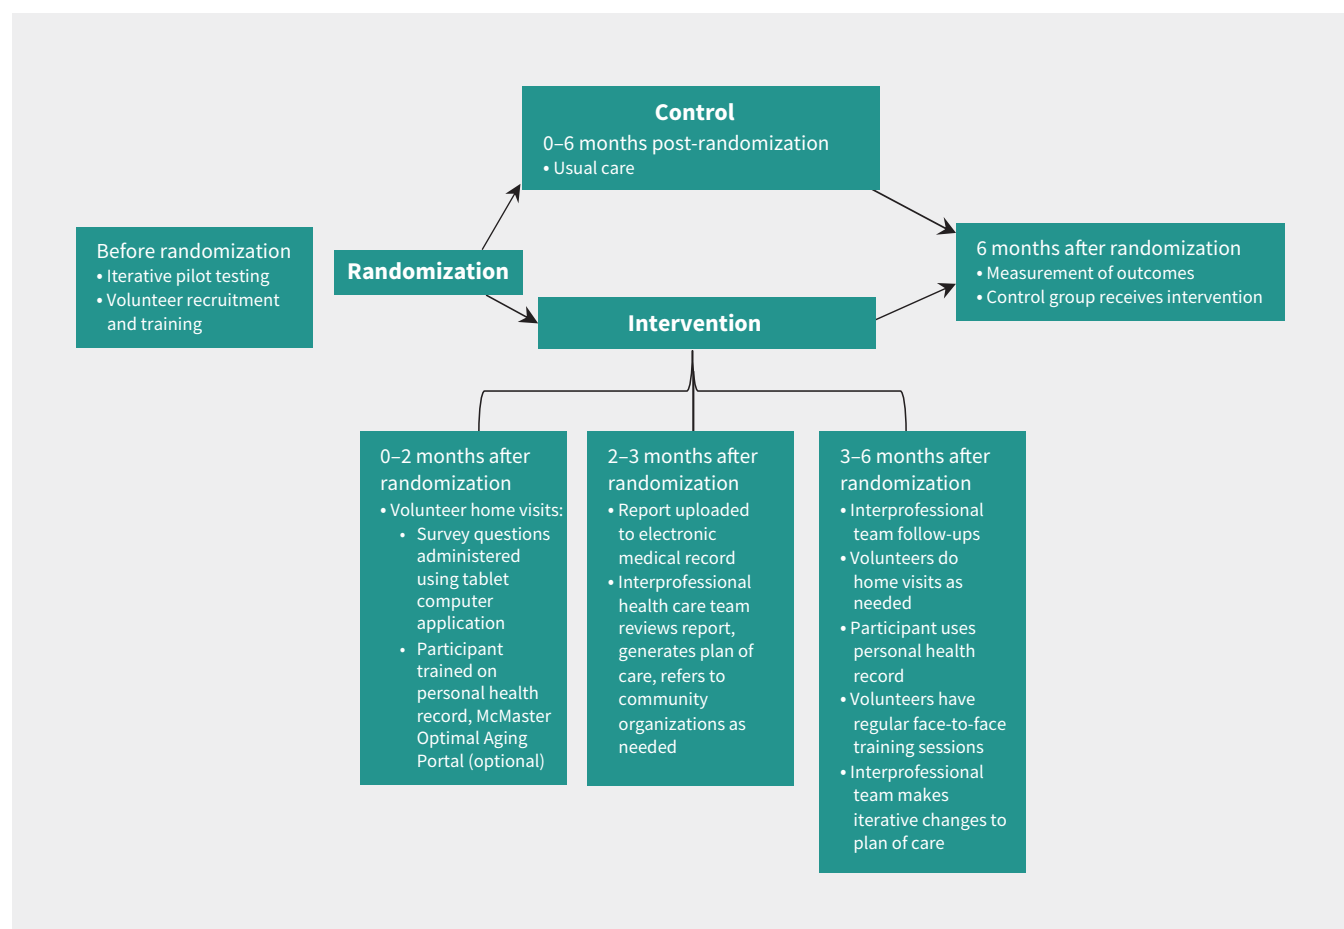 Control
0–6 months post-randomization
• Usual care
Before randomization
• Iterative pilot testing
• Volunteer recruitment
and training
Randomization
Intervention
6 months after randomization
• Measurement of outcomes
• Control group receives intervention
0–2 months after
randomization
• Volunteer home visits:
• Survey questions
administered
using tablet
computer
application
• Participant
trained on
personal health
record, McMaster
Optimal Aging
Portal (optional)
2–3 months after
randomization
• Report uploaded
to electronic
medical record
• Interprofessional
health care team
reviews report,
generates plan of
care, refers to
community
organizations as
needed
3–6 months after
randomization
• Interprofessional
team follow-ups
• Volunteers do
home visits as
needed
• Participant uses
personal health
record
• Volunteers have
regular face-to-face
training sessions
• Interprofessional
team makes
iterative changes to
plan of care